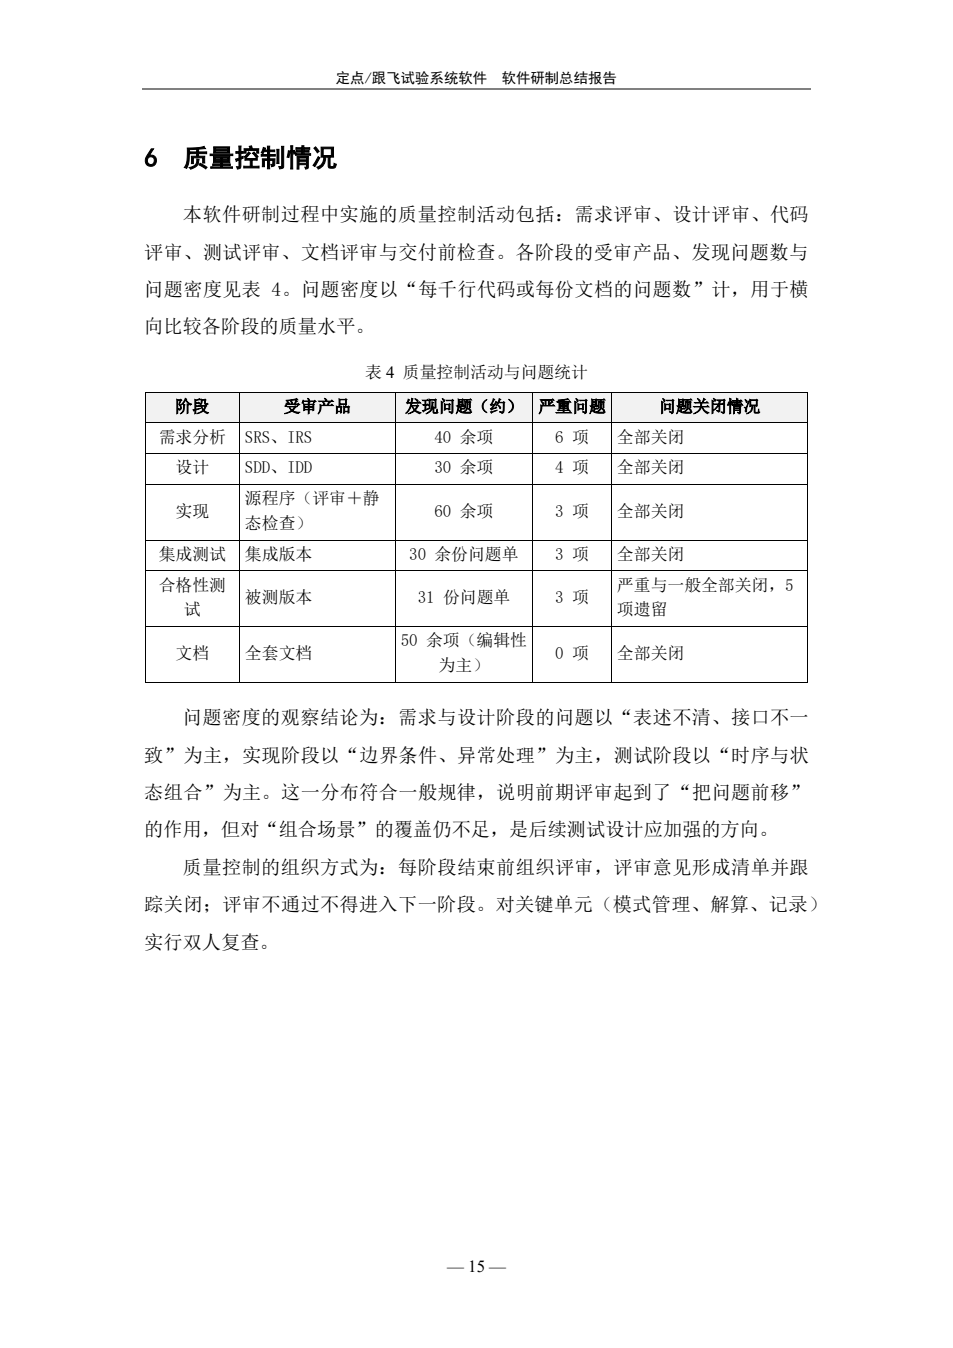 定点/跟飞试验系统软件　软件研制总结报告
6　质量控制情况
本软件研制过程中实施的质量控制活动包括：需求评审、设计评审、代码
评审、测试评审、文档评审与交付前检查。各阶段的受审产品、发现问题数与
问题密度见表 4。问题密度以“每千行代码或每份文档的问题数”计，用于横
向比较各阶段的质量水平。
表 4 质量控制活动与问题统计
阶段 受审产品 发现问题（约） 严重问题 问题关闭情况
需求分析 SRS、IRS 40 余项 6 项 全部关闭
设计 SDD、IDD 30 余项 4 项 全部关闭
实现 源程序（评审＋静 60 余项 3 项 全部关闭
态检查）
集成测试 集成版本 30 余份问题单 3 项 全部关闭
合格性测 被测版本 31 份问题单 3 项 严重与一般全部关闭，5
试 项遗留
文档 全套文档 50 余项（编辑性 0 项 全部关闭
为主）
问题密度的观察结论为：需求与设计阶段的问题以“表述不清、接口不一
致”为主，实现阶段以“边界条件、异常处理”为主，测试阶段以“时序与状
态组合”为主。这一分布符合一般规律，说明前期评审起到了“把问题前移”
的作用，但对“组合场景”的覆盖仍不足，是后续测试设计应加强的方向。
质量控制的组织方式为：每阶段结束前组织评审，评审意见形成清单并跟
踪关闭；评审不通过不得进入下一阶段。对关键单元（模式管理、解算、记录）
实行双人复查。
— 15 —